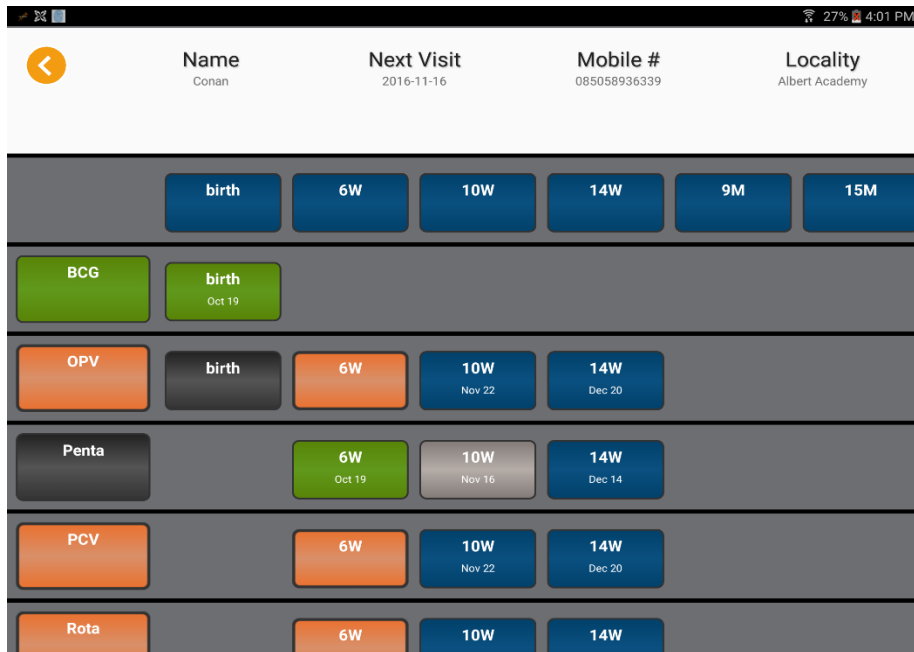 27% 4:01 PM
Name Next Visit Mobile # Locality
Conan 2016-11-16 085058936339 Albert Academy
birth 6W 10W 14W 9M 15M
BCG birth
Oct 19
OPV birth 6W 10W 14W
Nov 22 Dec 20
Penta 6W 10W 14W
Oct 19 Nov 16 Dec 14
PCV 6W 10W 14W
Nov 22 Dec 20
Rota 6W 10W 14W